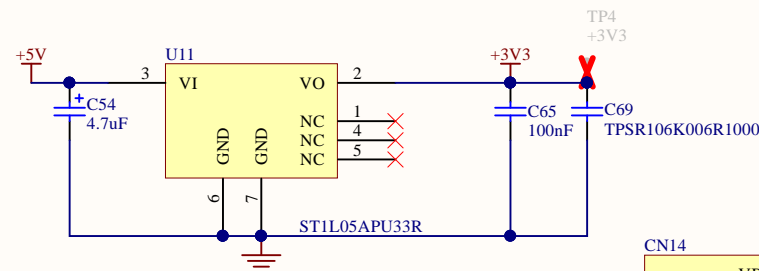 TP4
+3V3
+5V
U11
+3V3
3
VI
VO
2
C54
4.7uF
NC
1
NC
4
NC
5
GND
GND
C65
100nF
C69
TPSR106K006R1000
6
7
ST1L05APU33R
CN14